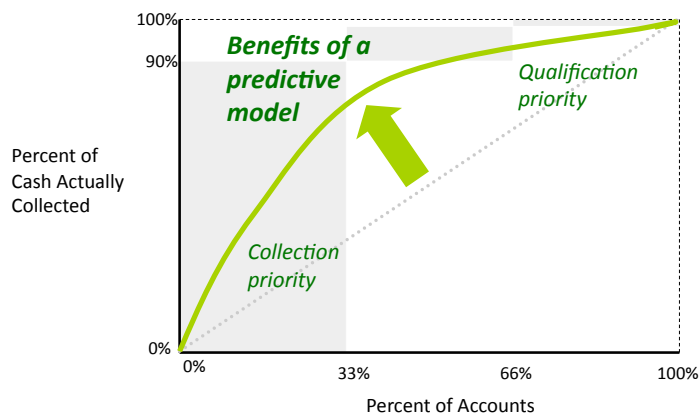 100%
Benefits of a
predictive
model
90%
Qualification
priority
Percent of
Cash Actually
Collected
Collection
priority
0%
0%
33%
66%
100%
Percent of Accounts